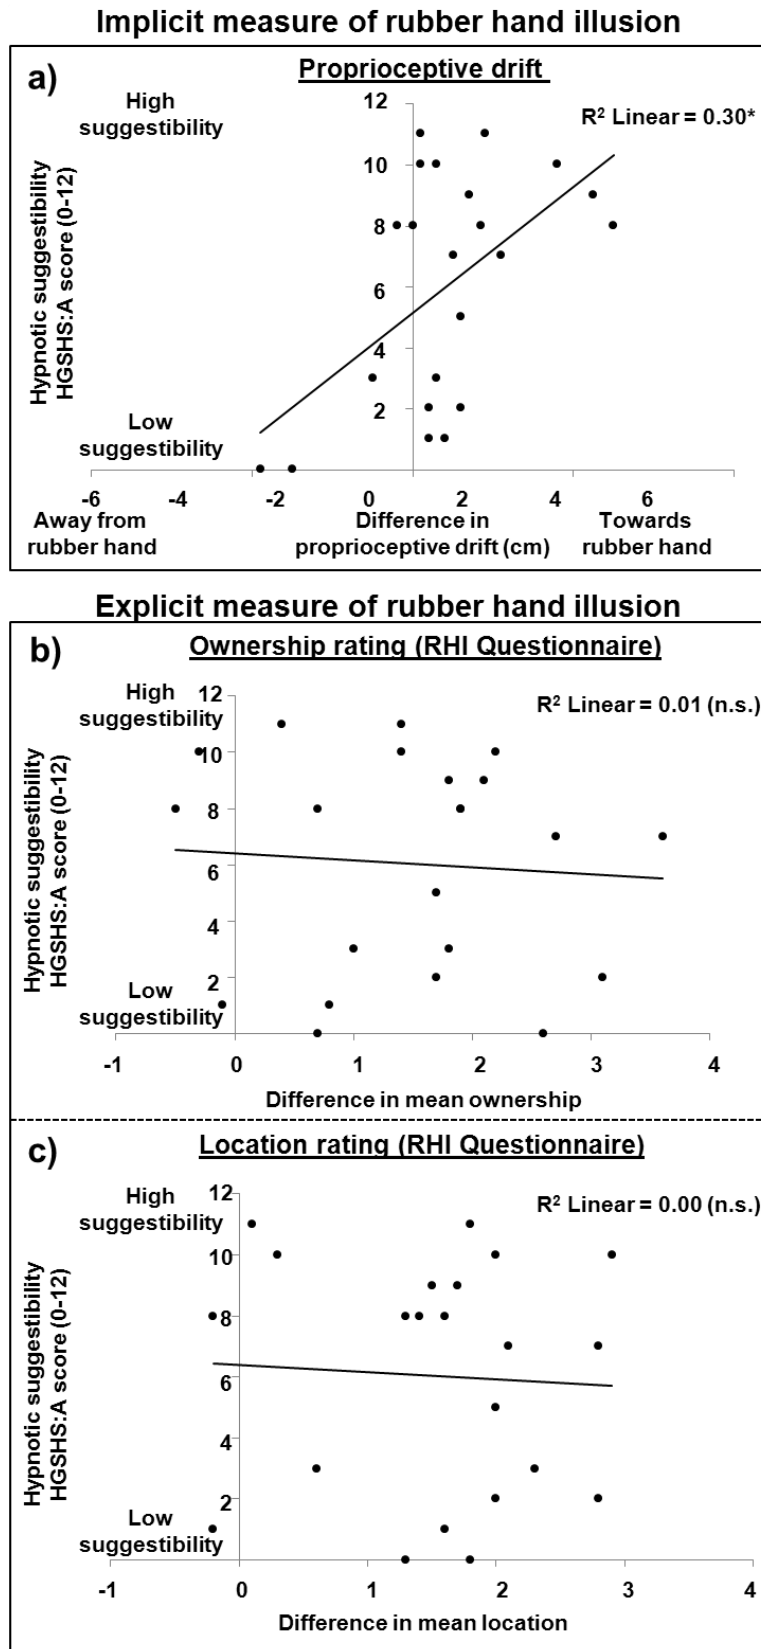 Implicit measure of rubber hand illusion
a)
Proprioceptive drift
R² Linear = 0.30*
High
suggestibility
Hypnotic suggestibility
HGSHS:A score (0-12)
Low
suggestibility
12
10
8
6
4
2
-6 -4 -2 0 2 4 6
Away from
rubber hand
Difference in
proprioceptive drift (cm)
Towards
rubber hand
Explicit measure of rubber hand illusion
b)
Ownership rating (RHI Questionnaire)
R² Linear = 0.01 (n.s.)
High
suggestibility
Hypnotic suggestibility
HGSHS:A score (0-12)
Low
suggestibility
12
10
8
6
4
2
-1 0 1 2 3 4
Difference in mean ownership
c)
Location rating (RHI Questionnaire)
R² Linear = 0.00 (n.s.)
High
suggestibility
Hypnotic suggestibility
HGSHS:A score (0-12)
Low
suggestibility
12
10
8
6
4
2
-1 0 1 2 3 4
Difference in mean location